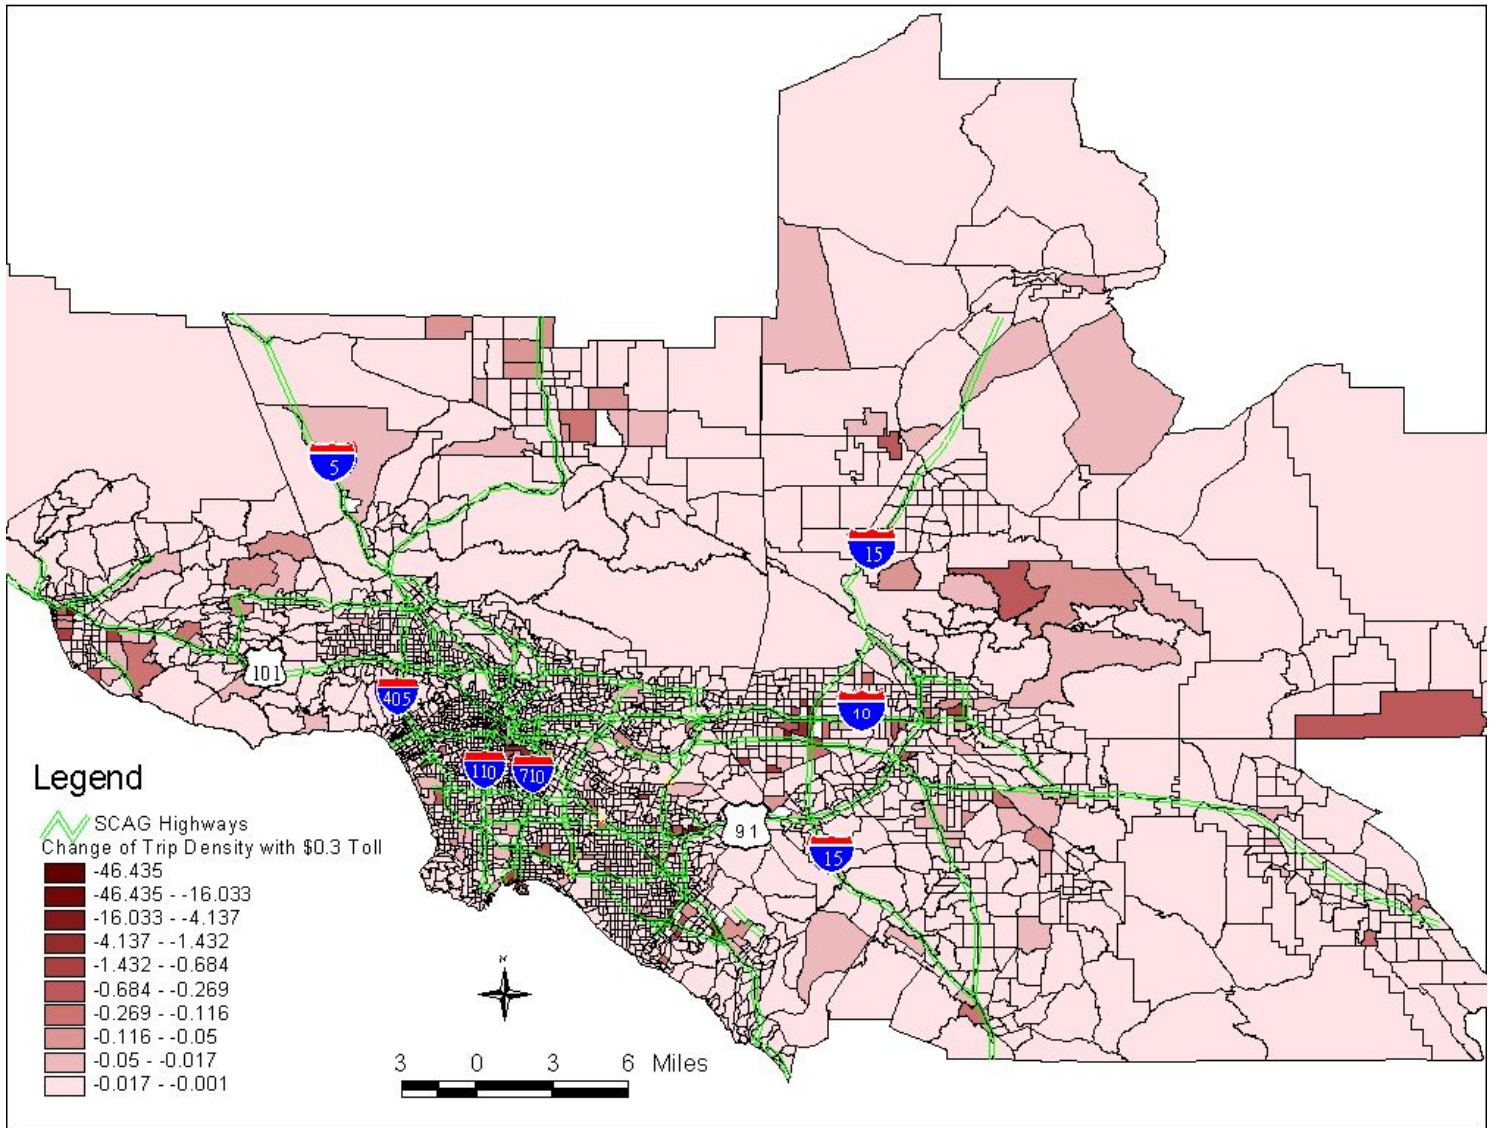 5
15
101
405
10
110
710
91
15
Legend
SCAG Highways
Change of Trip Density with $0.3 Toll
-46.435
-46.435 - -16.033
-16.033 - -4.137
-4.137 - -1.432
-1.432 - -0.684
-0.684 - -0.269
-0.269 - -0.116
-0.116 - -0.05
-0.05 - -0.017
-0.017 - -0.001
N
3 0 3 6 Miles